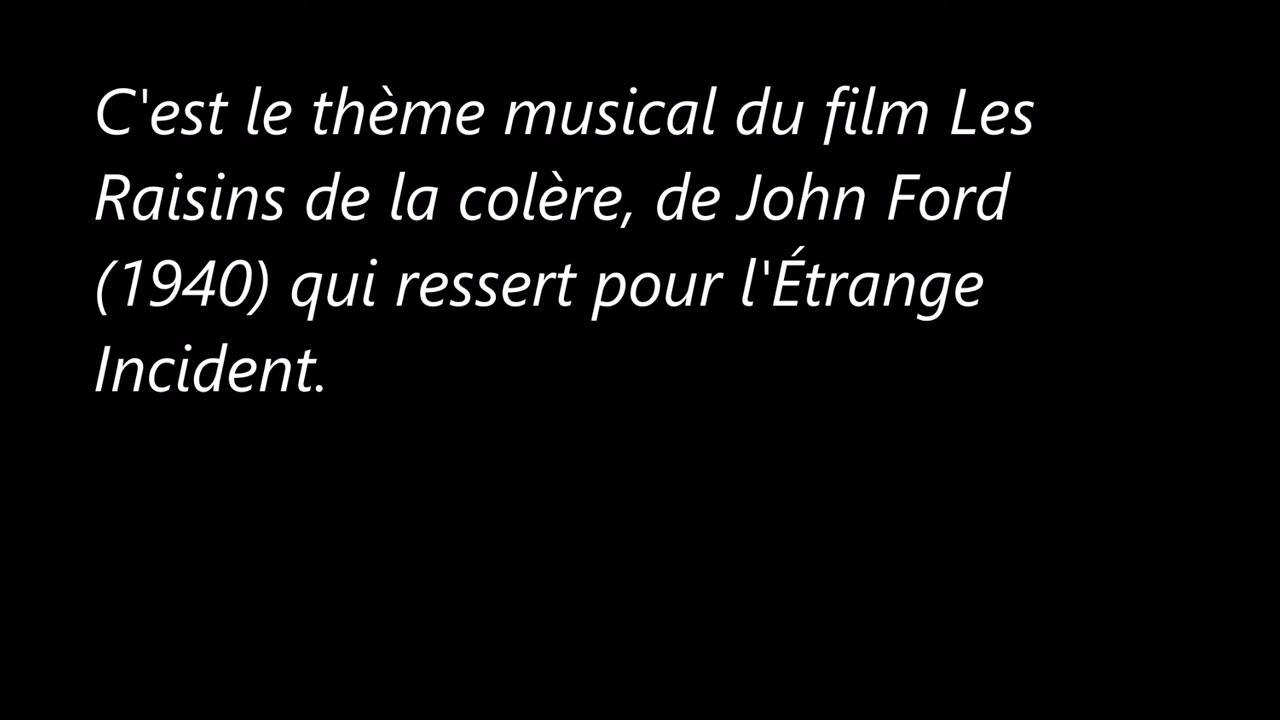 C'est le thème musical du film Les
Raisins de la colère, de John Ford
(1940) qui ressert pour l'Étrange
Incident.